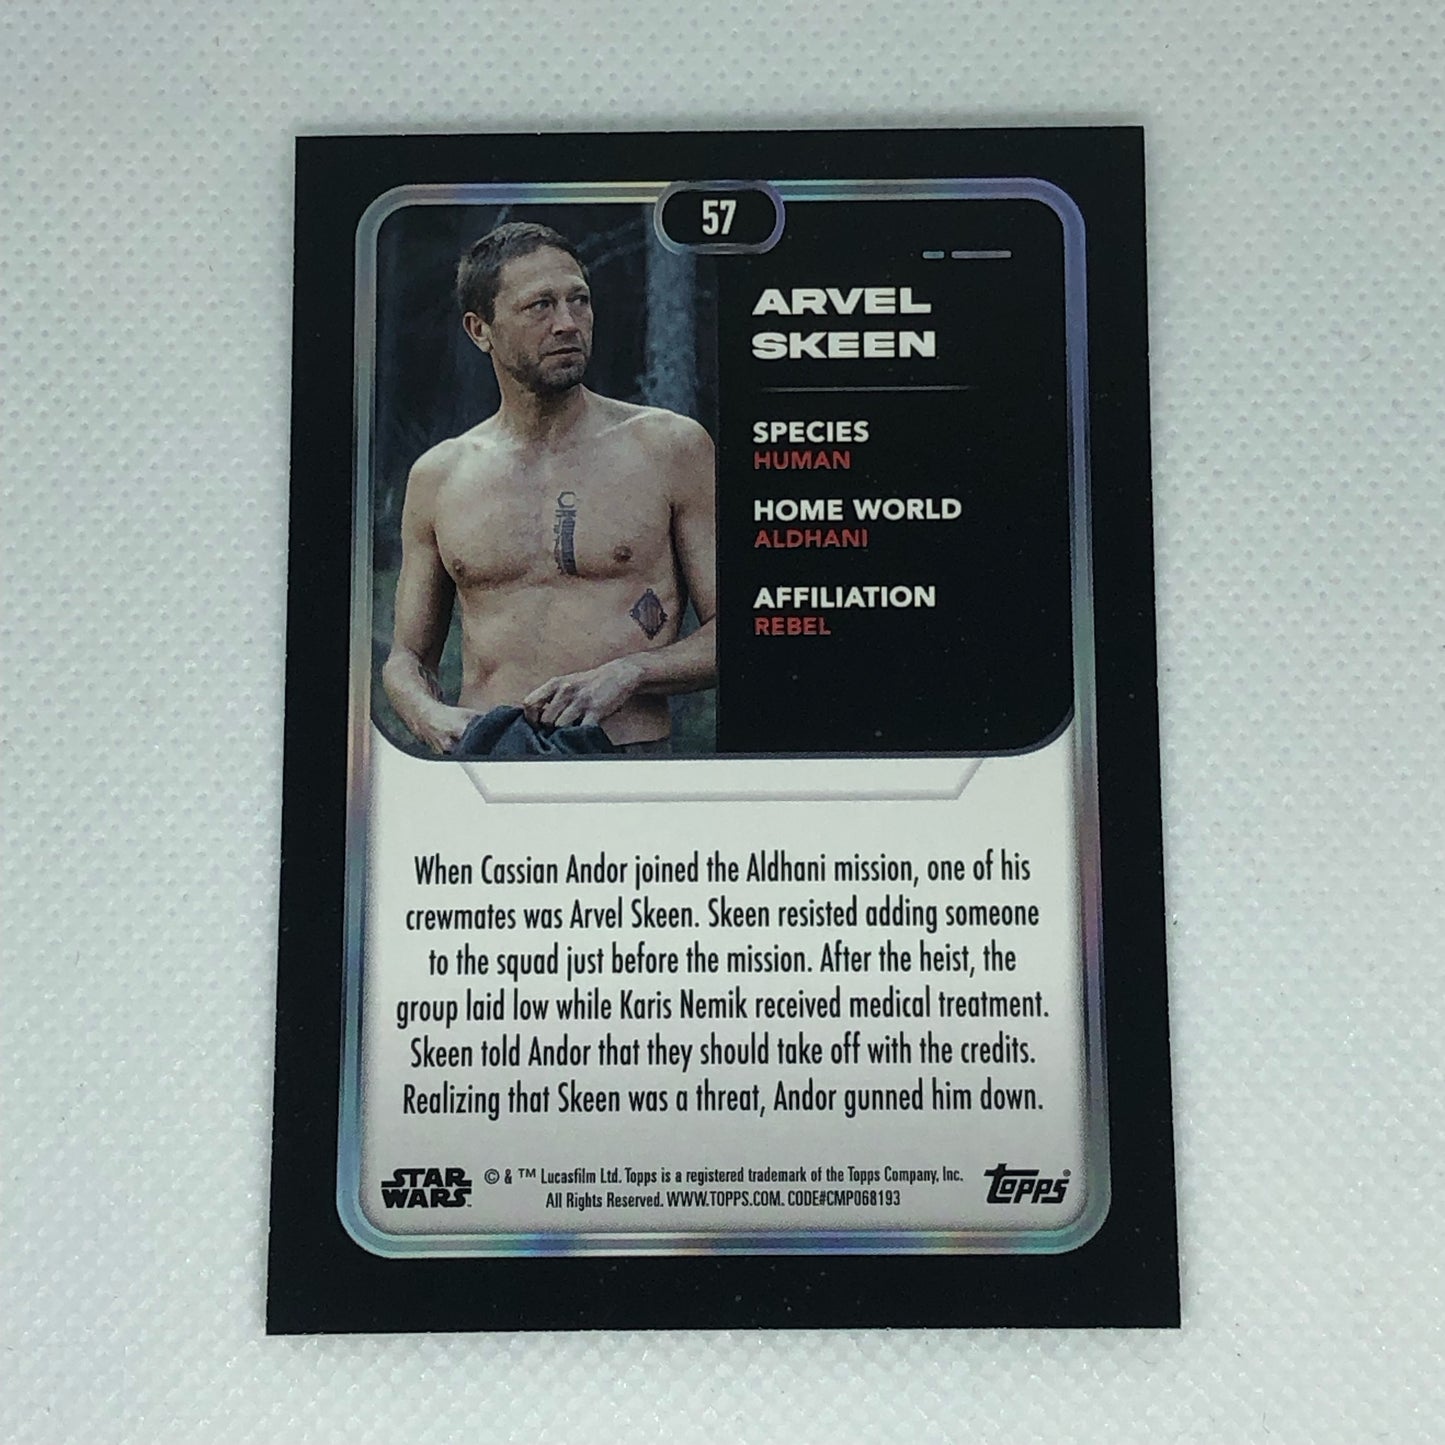 57
ARVEL
SKEEN
SPECIES
HUMAN
HOME WORLD
ALDHANI
AFFILIATION
REBEL
When Cassian Andor joined the Aldhani mission, one of his
crewmates was Arvel Skeen. Skeen resisted adding someone
to the squad just before the mission. After the heist, the
group laid low while Karis Nemik received medical treatment.
Skeen told Andor that they should take off with the credits.
Realizing that Skeen was a threat, Andor gunned him down.
STAR
WARS
© & ™ Lucasfilm Ltd. Topps is a registered trademark of the Topps Company, Inc.
All Rights Reserved. WWW.TOPPS.COM. CODE#CMP068193
Topps®